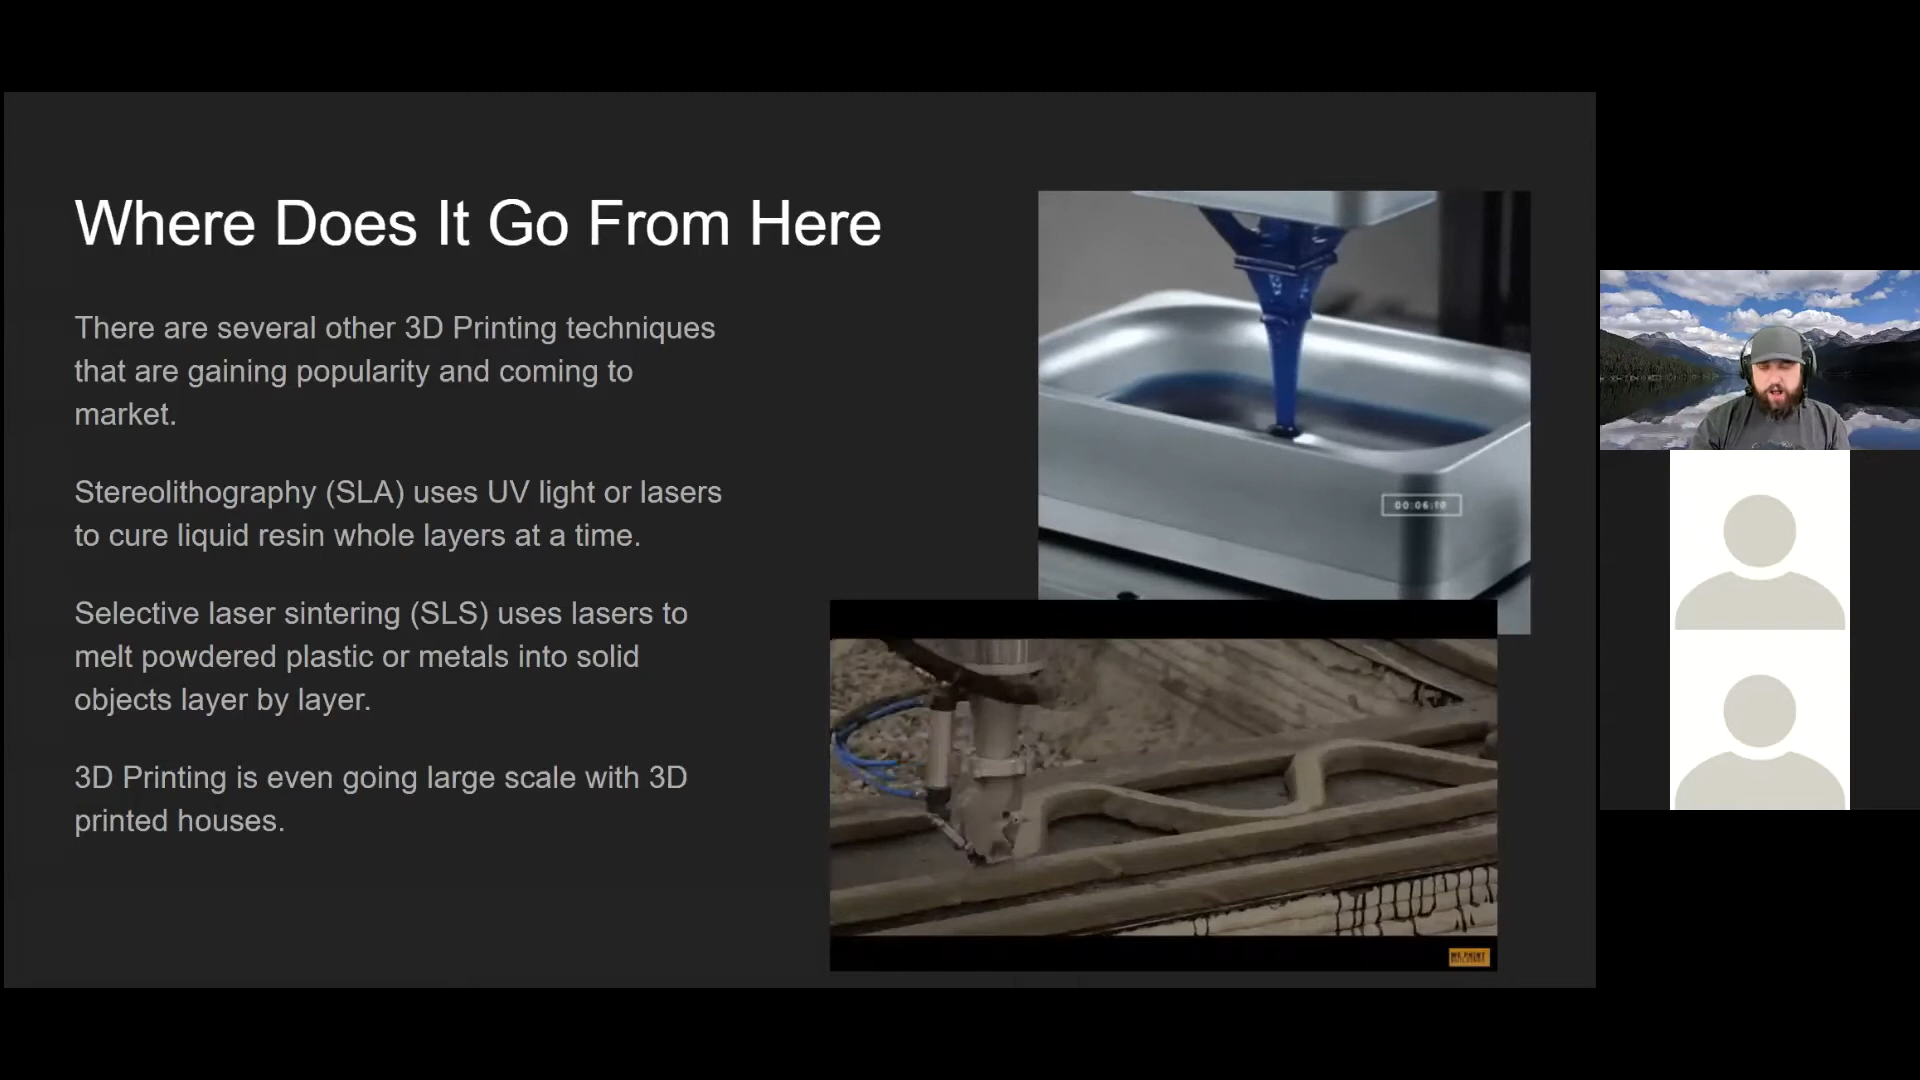 Where Does It Go From Here
There are several other 3D Printing techniques
that are gaining popularity and coming to
market.
Stereolithography (SLA) uses UV light or lasers
to cure liquid resin whole layers at a time.
Selective laser sintering (SLS) uses lasers to
melt powdered plastic or metals into solid
objects layer by layer.
3D Printing is even going large scale with 3D
printed houses.
00:06:10
WE PRINT
BUILDINGS